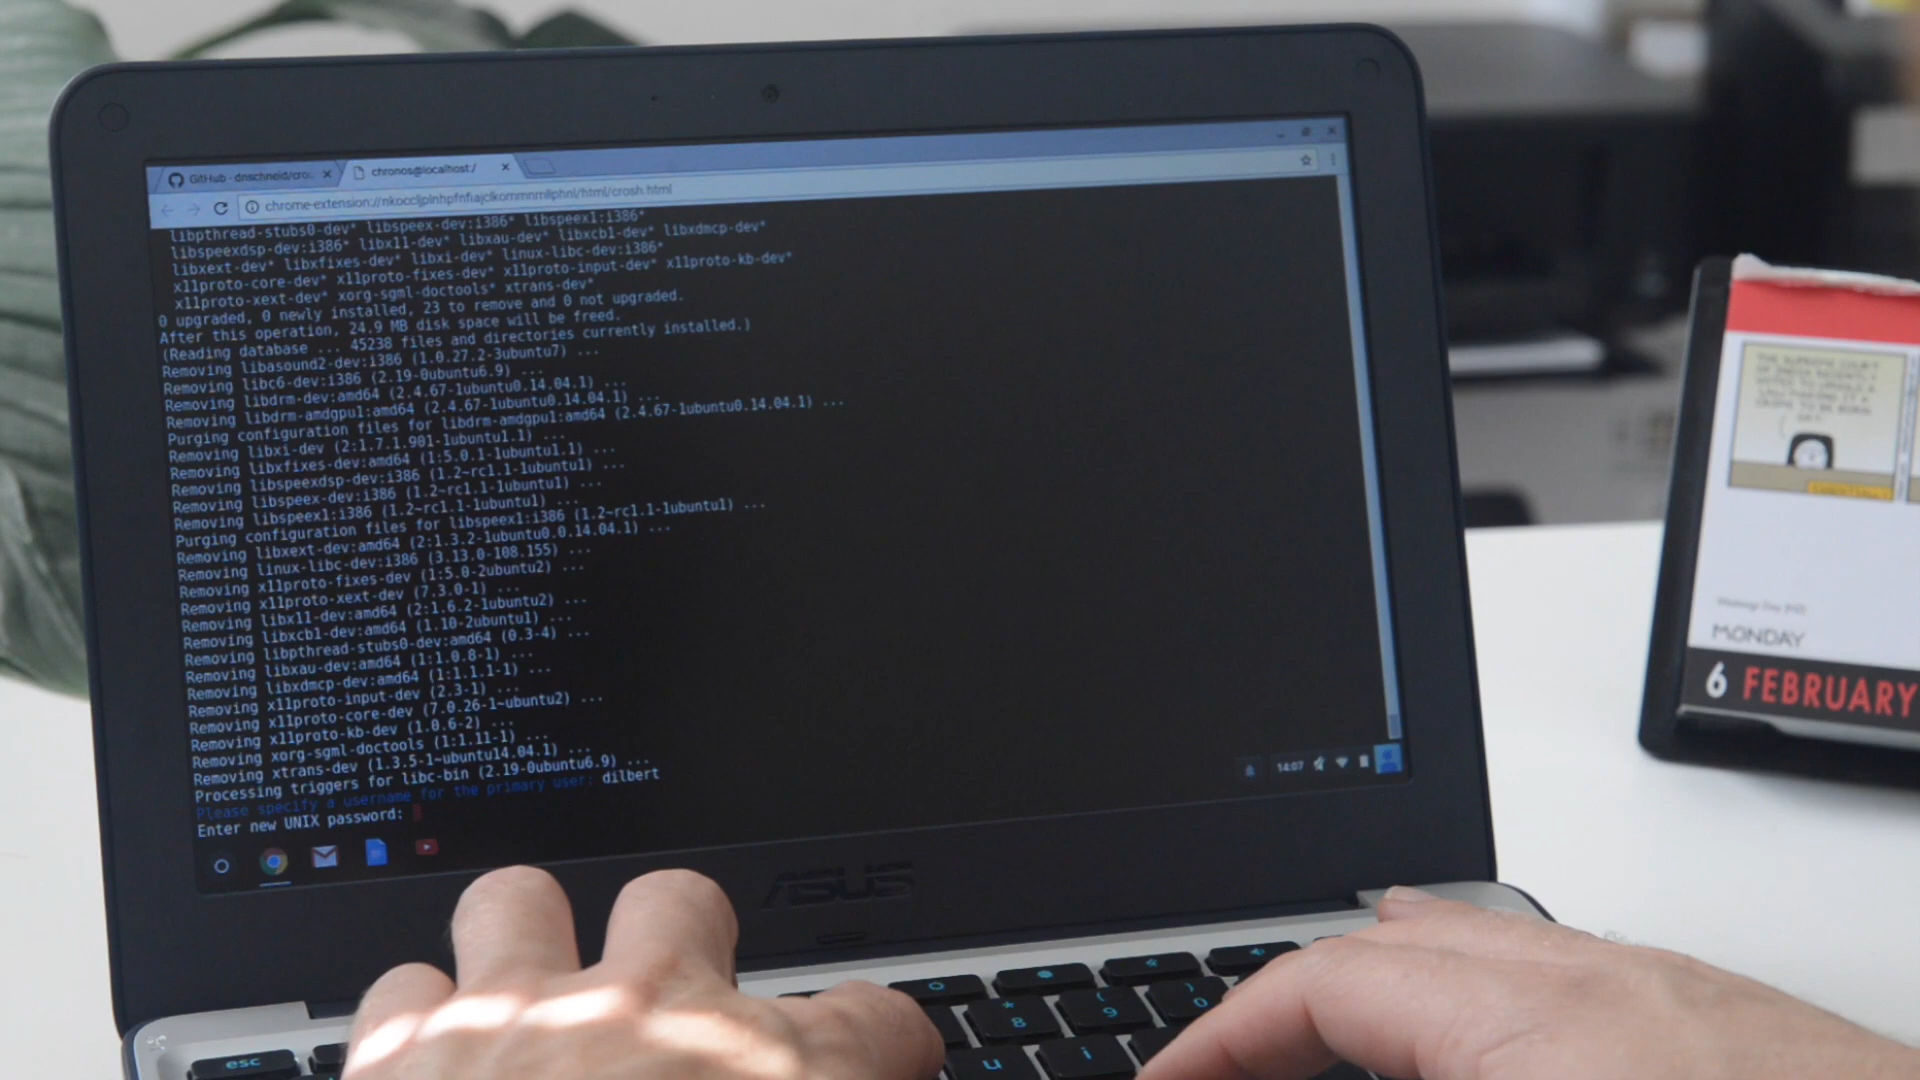 GitHub - dnschneid/cro...
chronos@localhost:/
chrome-extension://nkoccljplnhpfnfiajclkommnmllphnl/html/crosh.html
libpthread-stubs0-dev* libspeex-dev:i386* libspeex1:i386*
libspeexdsp-dev:i386* libx11-dev* libxau-dev* libxcb1-dev* libxdmcp-dev*
libxext-dev* libxfixes-dev* libxi-dev* linux-libc-dev:i386*
x11proto-core-dev* x11proto-fixes-dev* x11proto-input-dev* x11proto-kb-dev*
x11proto-xext-dev* xorg-sgml-doctools* xtrans-dev*
0 upgraded, 0 newly installed, 23 to remove and 0 not upgraded.
After this operation, 24.9 MB disk space will be freed.
(Reading database ... 45238 files and directories currently installed.)
Removing libasound2-dev:i386 (1.0.27.2-3ubuntu7) ...
Removing libc6-dev:i386 (2.19-0ubuntu6.9) ...
Removing libdrm-dev:amd64 (2.4.67-1ubuntu0.14.04.1) ...
Removing libdrm-amdgpu1:amd64 (2.4.67-1ubuntu0.14.04.1) ...
Purging configuration files for libdrm-amdgpu1:amd64 (2.4.67-1ubuntu0.14.04.1) ...
Removing libxi-dev (2:1.7.1.901-1ubuntu1.1) ...
Removing libxfixes-dev:amd64 (1:5.0.1-1ubuntu1.1) ...
Removing libspeexdsp-dev:i386 (1.2~rc1.1-1ubuntu1) ...
Removing libspeex-dev:i386 (1.2~rc1.1-1ubuntu1) ...
Removing libspeex1:i386 (1.2~rc1.1-1ubuntu1) ...
Purging configuration files for libspeex1:i386 (1.2~rc1.1-1ubuntu1) ...
Removing libxext-dev:amd64 (2:1.3.2-1ubuntu0.0.14.04.1) ...
Removing linux-libc-dev:i386 (3.13.0-108.155) ...
Removing x11proto-fixes-dev (1:5.0-2ubuntu2) ...
Removing x11proto-xext-dev (7.3.0-1) ...
Removing libx11-dev:amd64 (2:1.6.2-1ubuntu2) ...
Removing libxcb1-dev:amd64 (1.10-2ubuntu1) ...
Removing libpthread-stubs0-dev:amd64 (0.3-4) ...
Removing libxau-dev:amd64 (1:1.0.8-1) ...
Removing libxdmcp-dev:amd64 (1:1.1.1-1) ...
Removing x11proto-input-dev (2.3-1) ...
Removing x11proto-core-dev (7.0.26-1~ubuntu2) ...
Removing x11proto-kb-dev (1.0.6-2) ...
Removing xorg-sgml-doctools (1:1.11-1) ...
Removing xtrans-dev (1.3.5-1~ubuntu14.04.1) ...
Processing triggers for libc-bin (2.19-0ubuntu6.9) ...
Please specify a username for the primary user: dilbert
Enter new UNIX password:
14:07
ASUS
esc
* 8
( 9
) 0
u
i
MONDAY
6 FEBRUARY